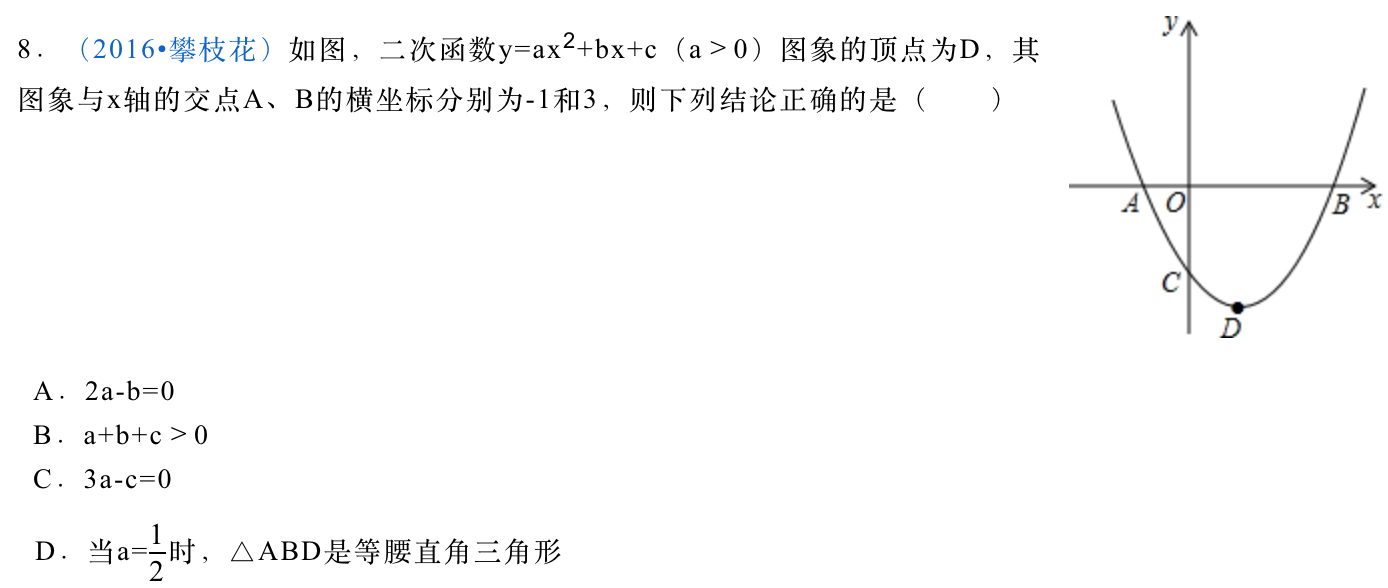 8．（2016•攀枝花）如图，二次函数y=ax²+bx+c（a＞0）图象的顶点为D，其
图象与x轴的交点A、B的横坐标分别为-1和3，则下列结论正确的是（　　）
y
A O B x
C
D
A．2a-b=0
B．a+b+c＞0
C．3a-c=0
D．当a=1/2时，△ABD是等腰直角三角形